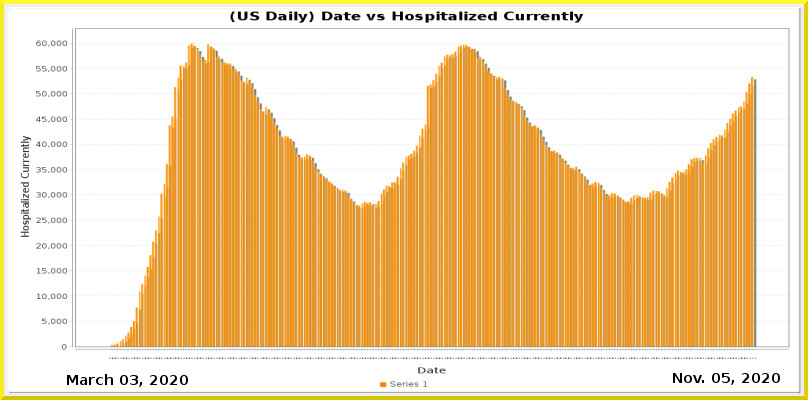 (US Daily) Date vs Hospitalized Currently
60,000
55,000
50,000
45,000
40,000
35,000
30,000
25,000
20,000
15,000
10,000
5,000
0
Hospitalized Currently
Date
March 03, 2020
Nov. 05, 2020
Series 1